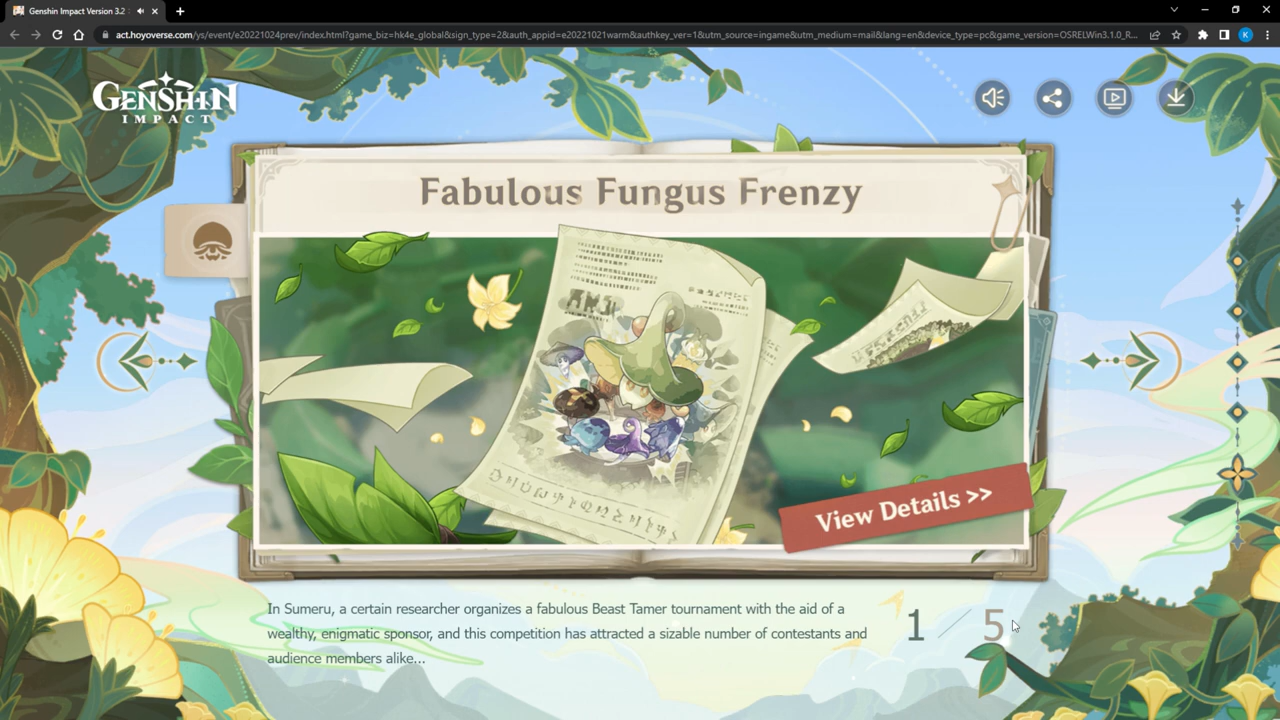 Genshin Impact Version 3.2
act.hoyoverse.com/ys/event/e20221024prev/index.html?game_biz=hk4e_global&sign_type=2&auth_appid=e20221021warm&authkey_ver=1&utm_source=ingame&utm_medium=mail&lang=en&device_type=pc&game_version=OSRELWin3.1.0_R...
K
GENSHIN
IMPACT
Fabulous Fungus Frenzy
View Details >>
In Sumeru, a certain researcher organizes a fabulous Beast Tamer tournament with the aid of a
wealthy, enigmatic sponsor, and this competition has attracted a sizable number of contestants and
audience members alike...
1 / 5